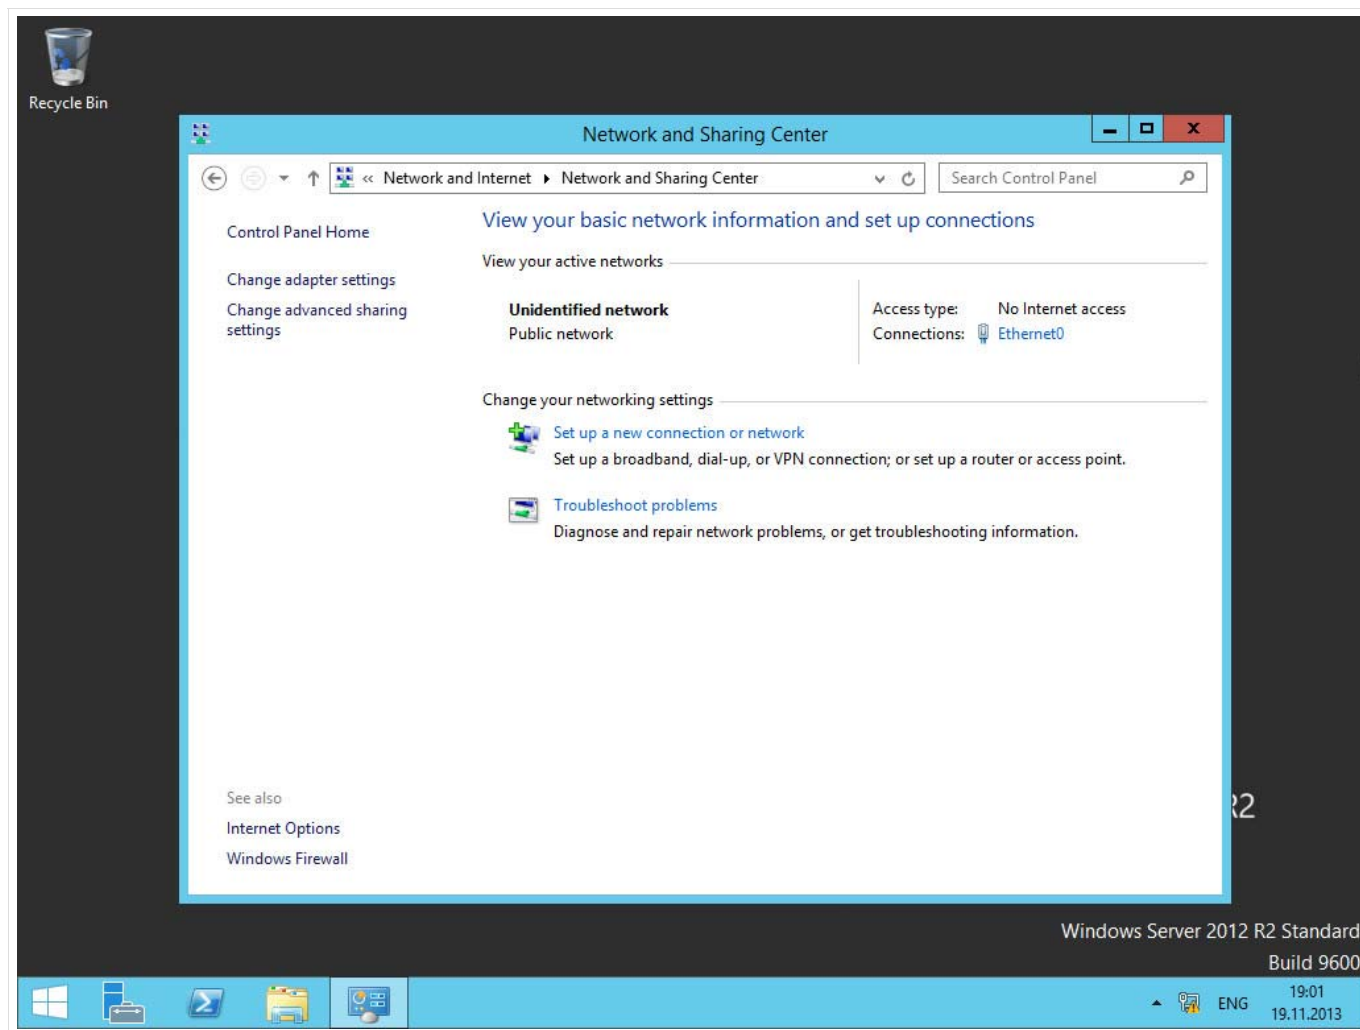 Recycle Bin
Network and Sharing Center
« Network and Internet ▸ Network and Sharing Center
Search Control Panel
Control Panel Home
Change adapter settings
Change advanced sharing
settings
View your basic network information and set up connections
View your active networks
Unidentified network
Public network
Access type: No Internet access
Connections: Ethernet0
Change your networking settings
Set up a new connection or network
Set up a broadband, dial-up, or VPN connection; or set up a router or access point.
Troubleshoot problems
Diagnose and repair network problems, or get troubleshooting information.
See also
Internet Options
Windows Firewall
R2
Windows Server 2012 R2 Standard
Build 9600
ENG
19:01
19.11.2013